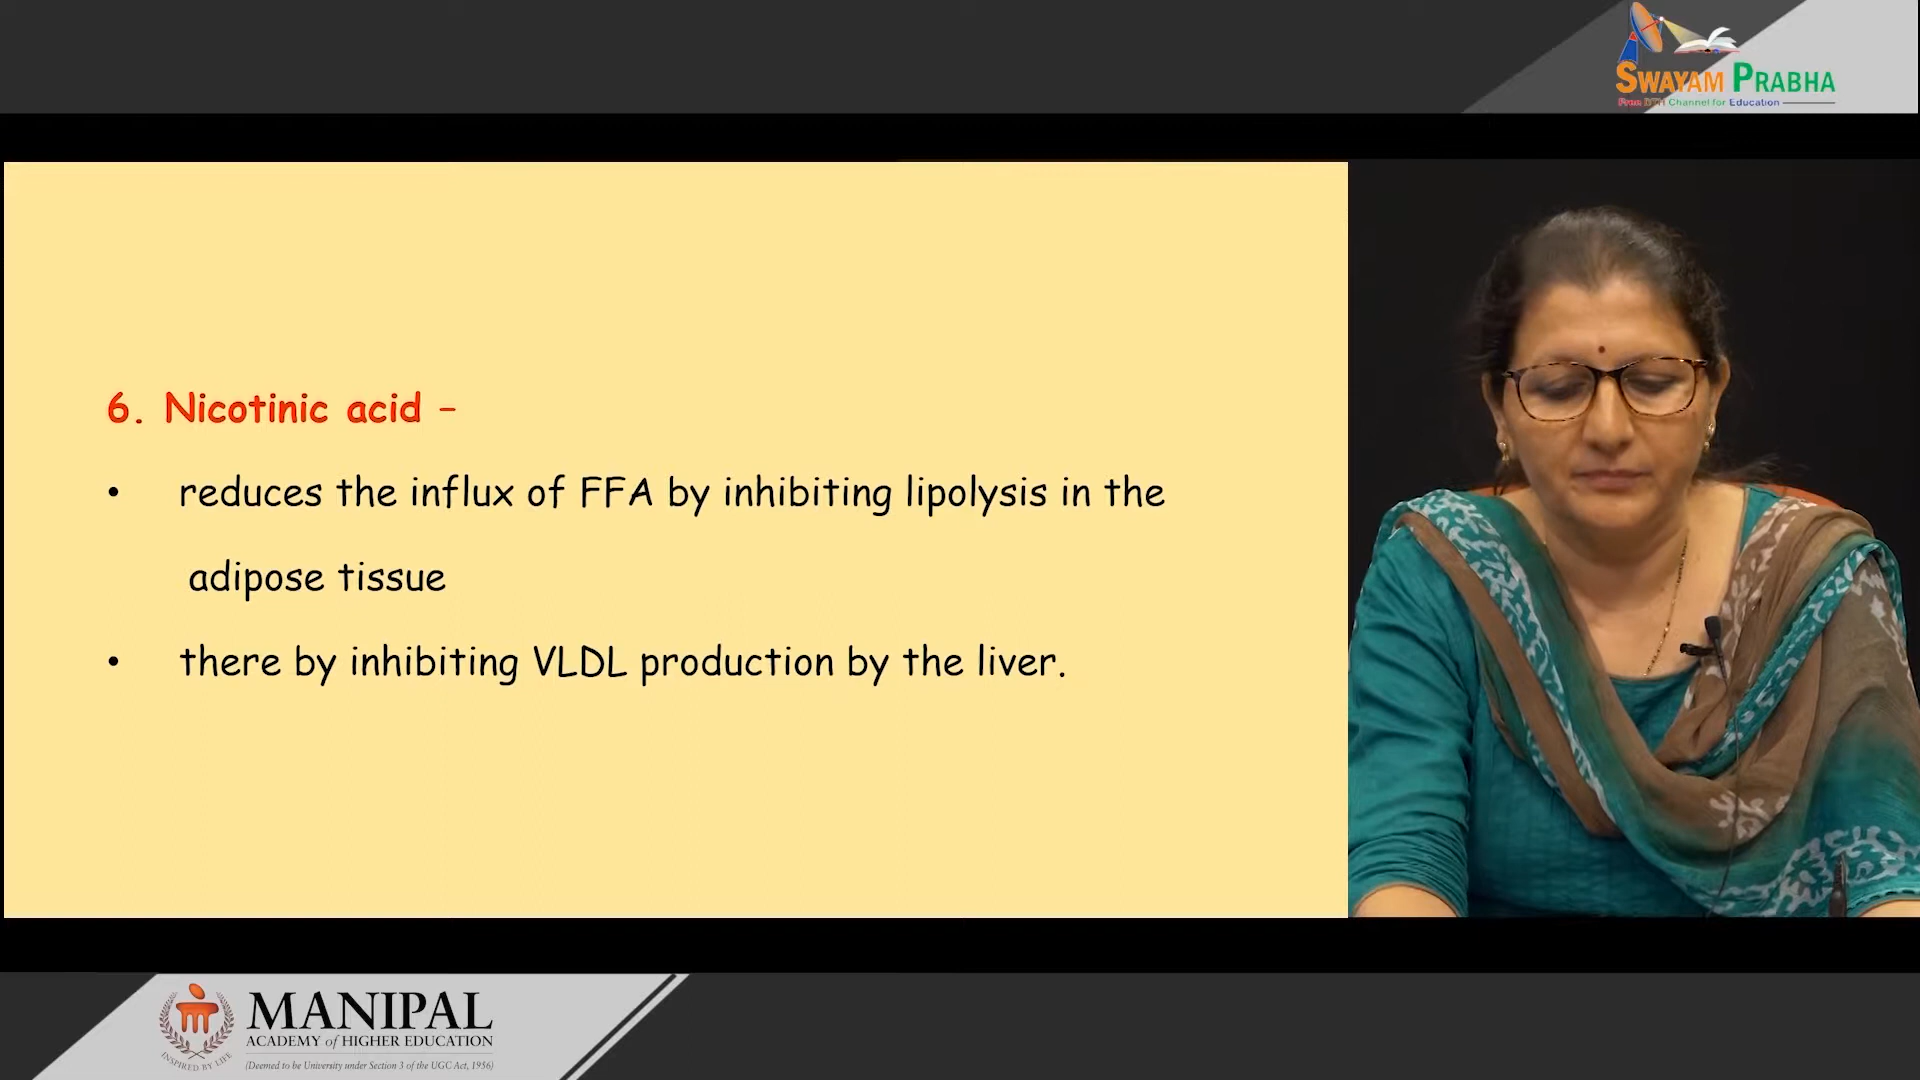 SWAYAM PRABHA
Free DTH Channel for Education
6. Nicotinic acid –
• reduces the influx of FFA by inhibiting lipolysis in the
adipose tissue
• there by inhibiting VLDL production by the liver.
MANIPAL
ACADEMY of HIGHER EDUCATION
(Deemed to be University under Section 3 of the UGC Act, 1956)
INSPIRED BY LIFE